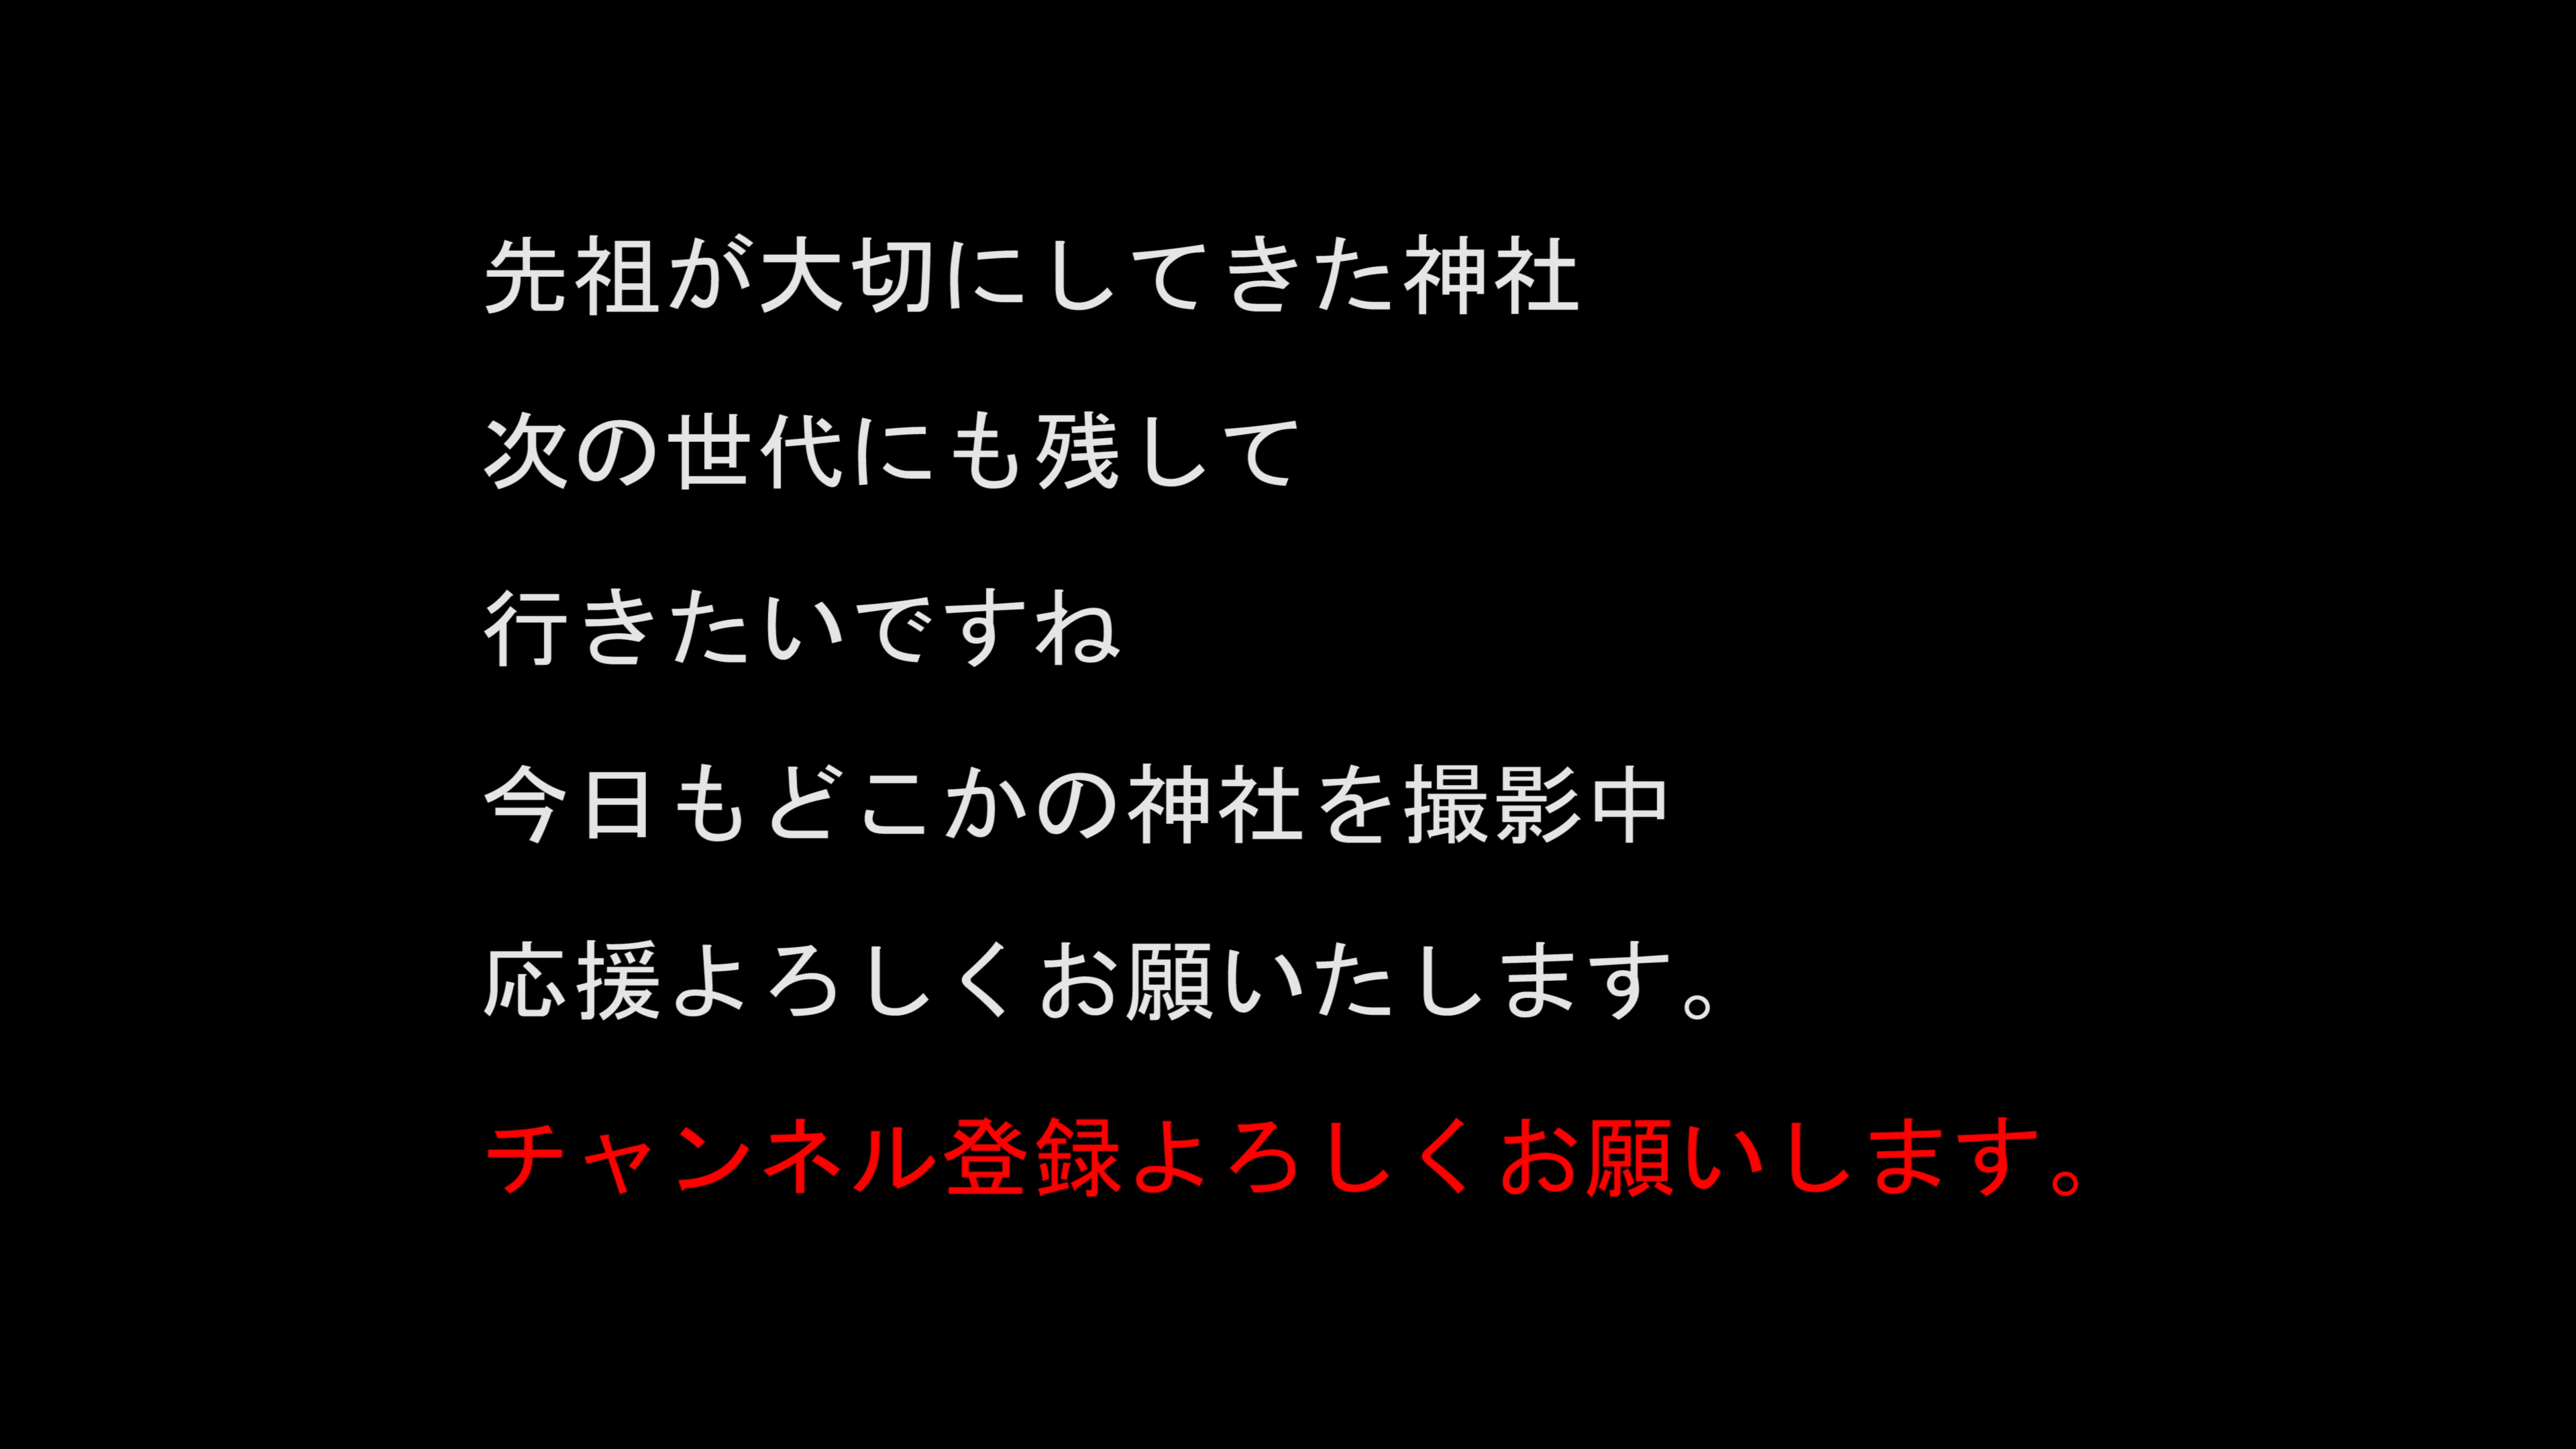 先祖が大切にしてきた神社
次の世代にも残して
行きたいですね
今日もどこかの神社を撮影中
応援よろしくお願いたします。
チャンネル登録よろしくお願いします。